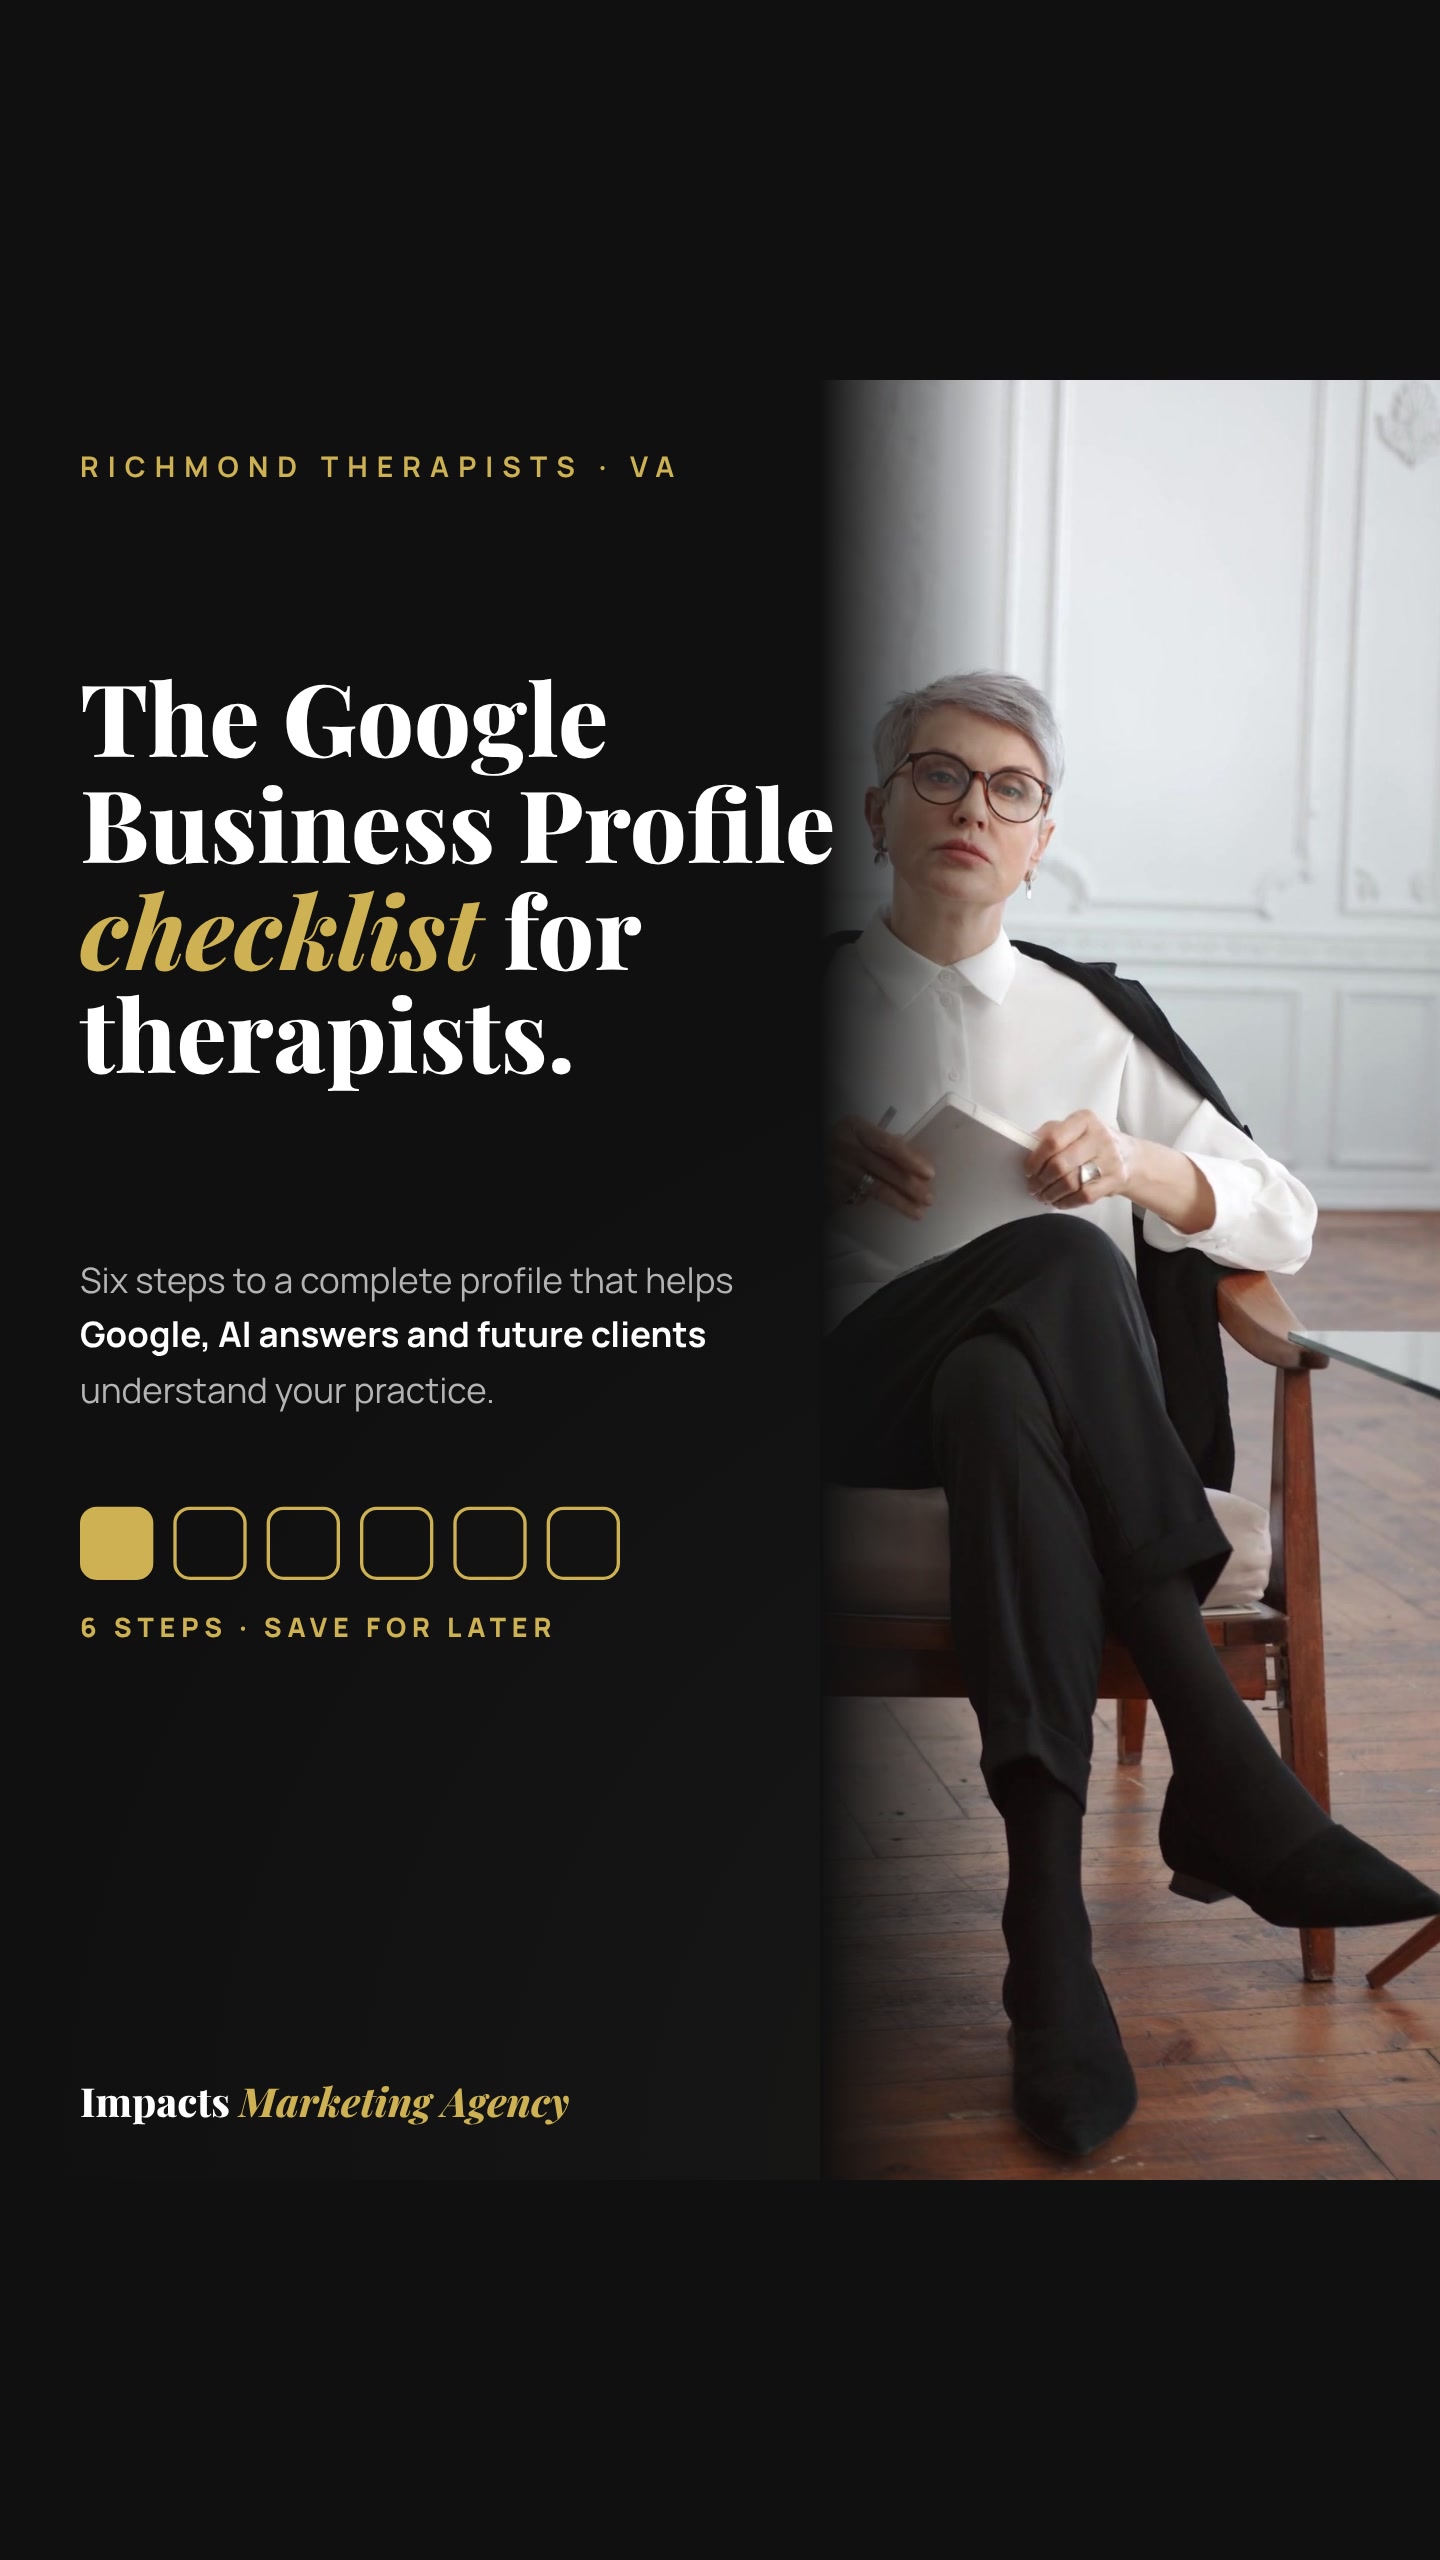 RICHMOND THERAPISTS · VA
The Google
Business Profile
checklist for
therapists.
Six steps to a complete profile that helps
Google, AI answers and future clients
understand your practice.
6 STEPS · SAVE FOR LATER
Impacts Marketing Agency